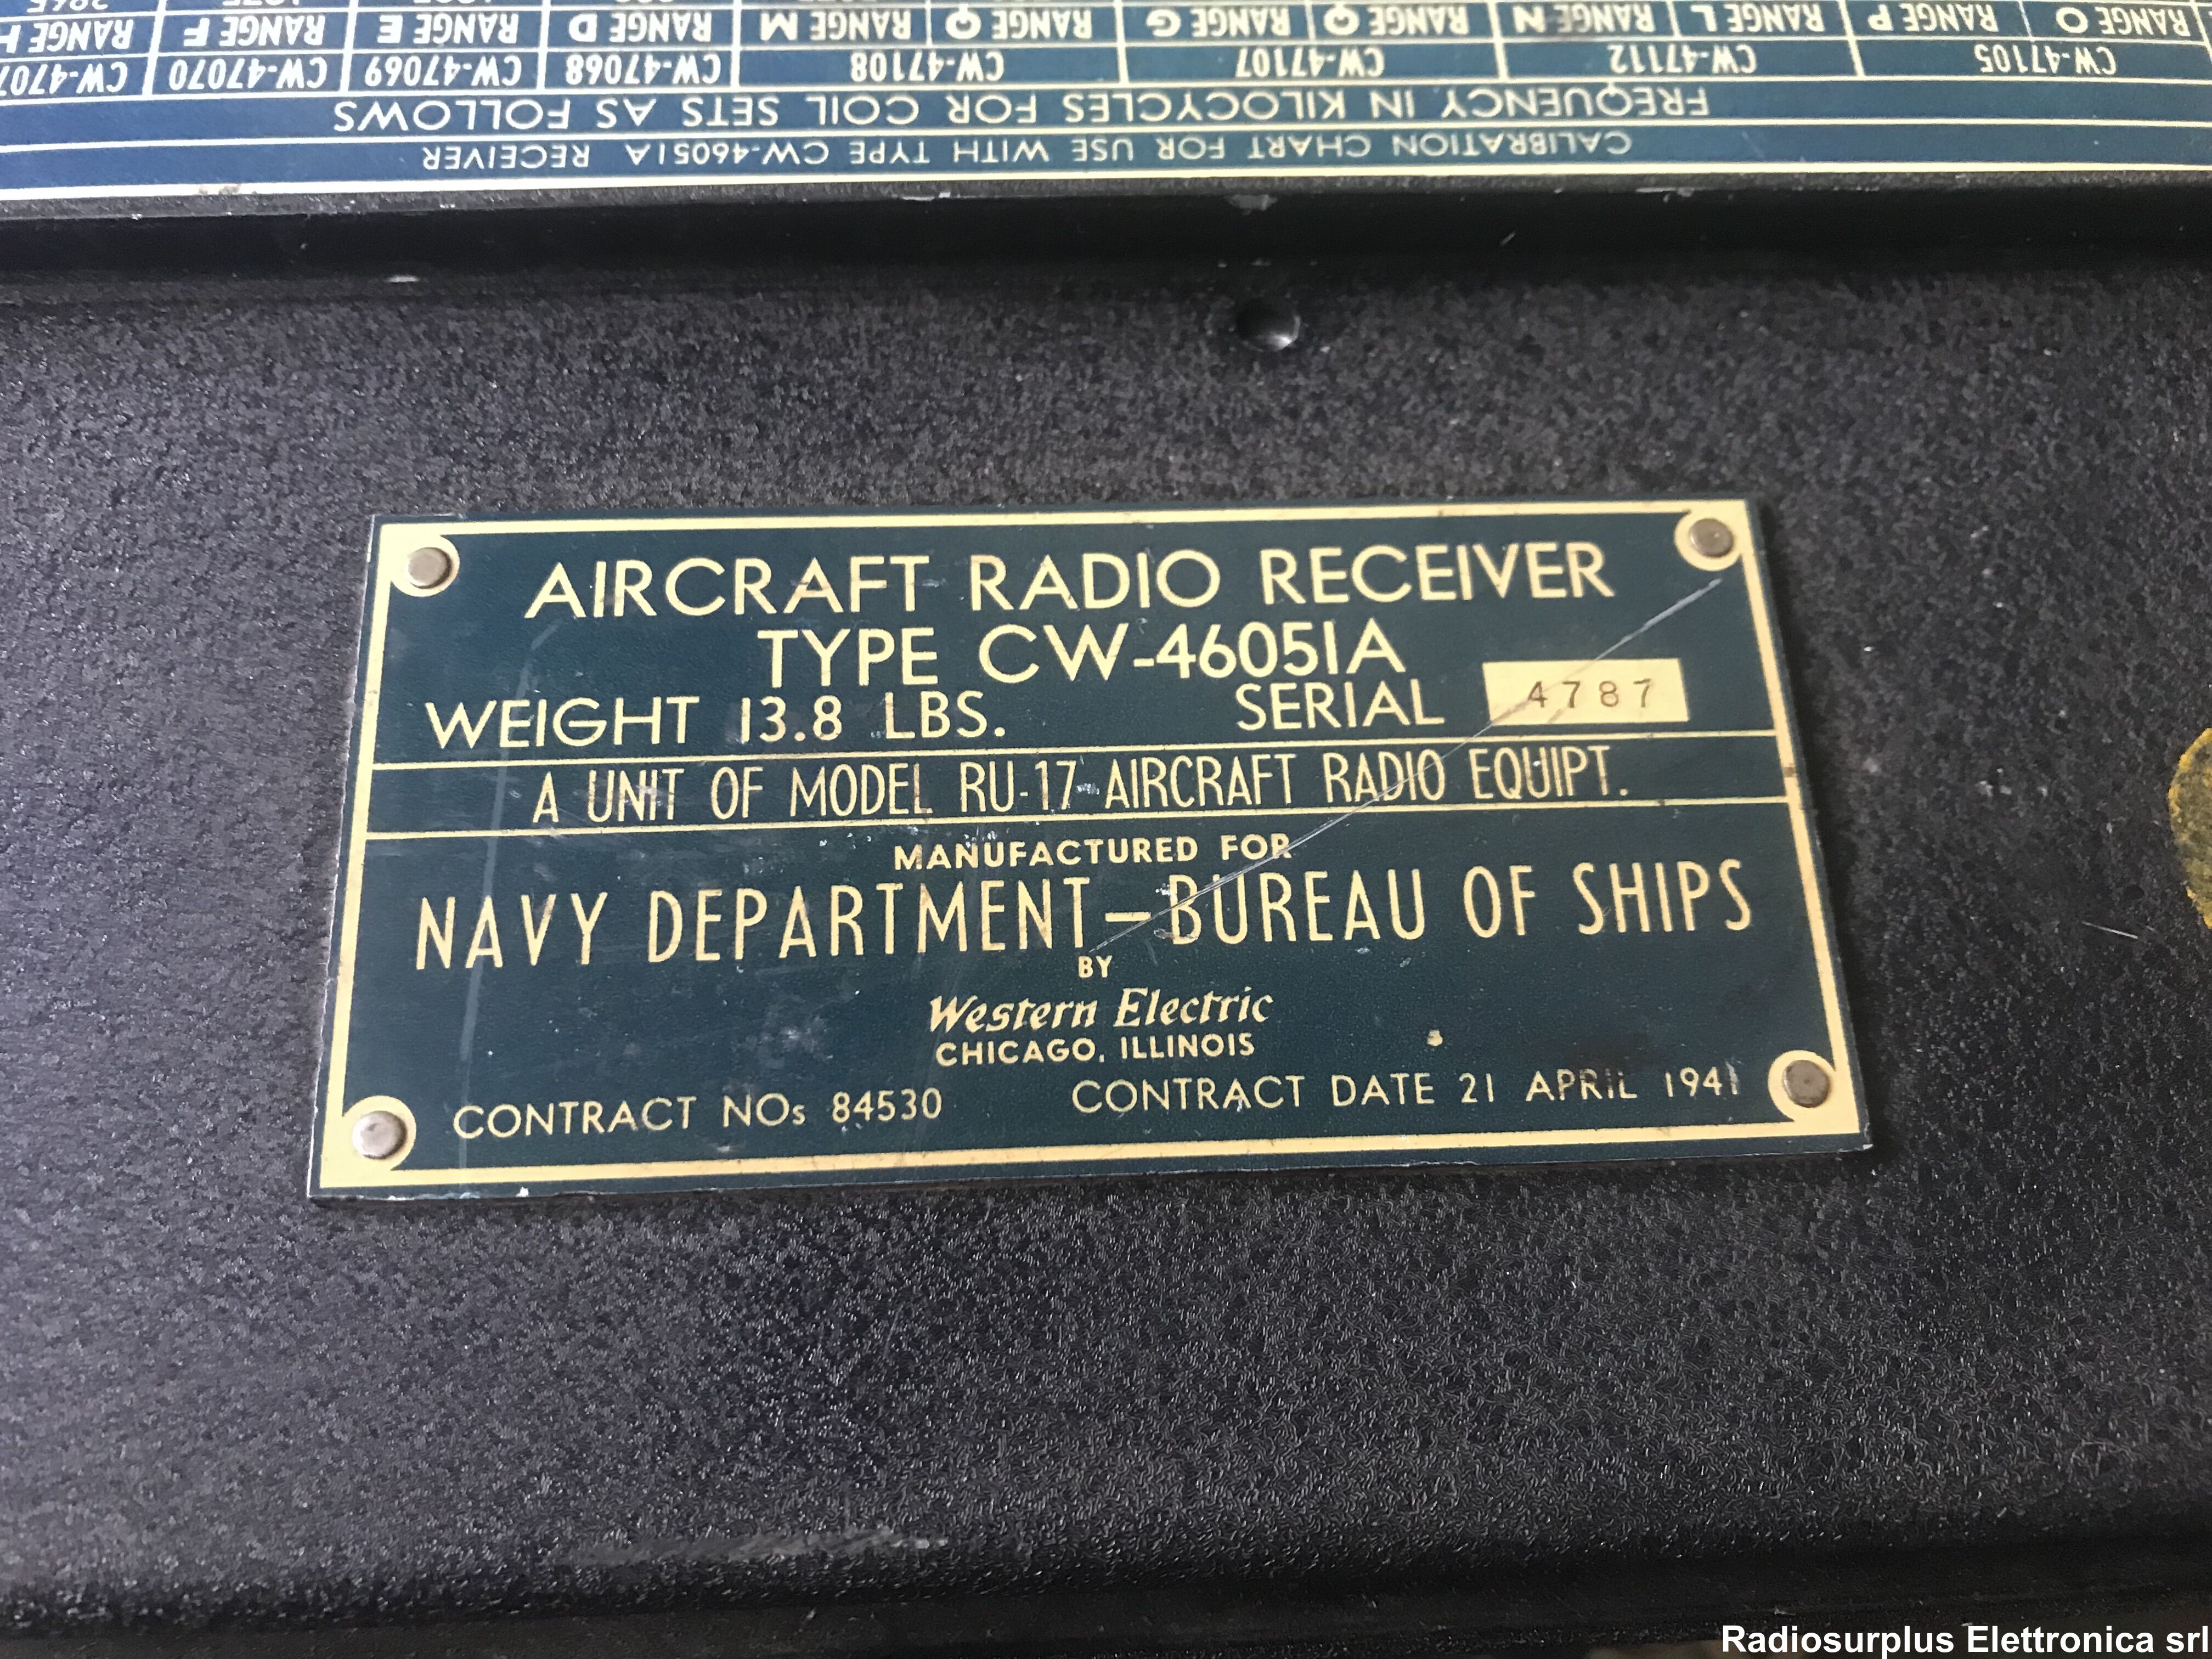 CALIBRATION CHART FOR USE WITH TYPE CW-46051A RECEIVER
FREQUENCY IN KILOCYCLES FOR COIL SETS AS FOLLOWS
CW-47105 CW-47112 CW-47107 CW-47108 CW-47068 CW-47069 CW-47070
RANGE O RANGE P RANGE L RANGE N RANGE Q RANGE G RANGE Q RANGE M RANGE D RANGE E RANGE F RANGE H
AIRCRAFT RADIO RECEIVER
TYPE CW-46051A
WEIGHT 13.8 LBS. SERIAL 4787
A UNIT OF MODEL RU-17 AIRCRAFT RADIO EQUIPT.
MANUFACTURED FOR
NAVY DEPARTMENT-BUREAU OF SHIPS
BY
Western Electric
CHICAGO, ILLINOIS
CONTRACT NOs 84530 CONTRACT DATE 21 APRIL 1941
Radiosurplus Elettronica srl